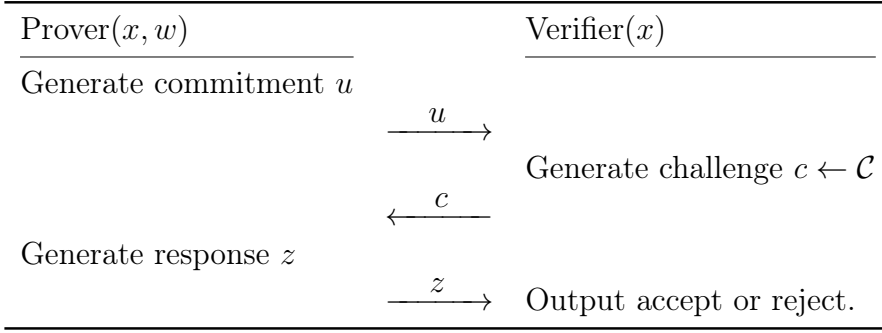 Prover(x, w) Verifier(x)
Generate commitment u
u
Generate challenge c ← 𝒞
c
Generate response z
z
Output accept or reject.